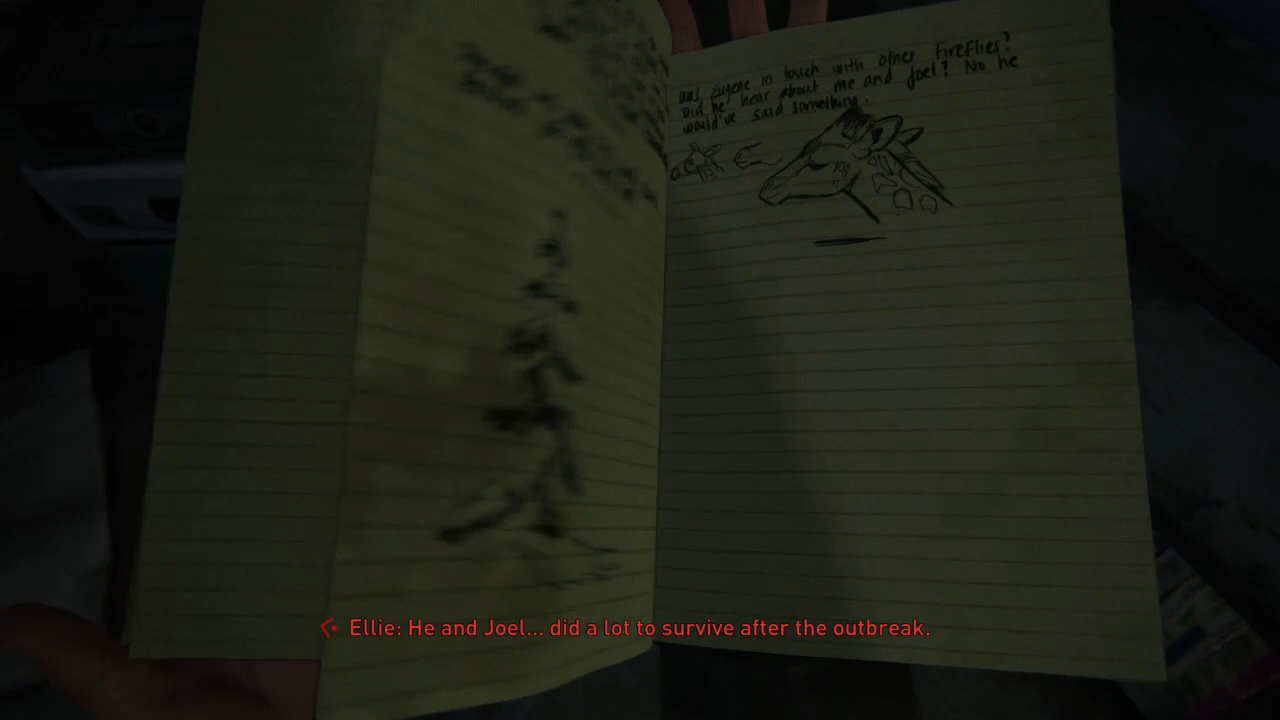 was Eugene in touch with other Fireflies?
Did he hear about me and Joel? No he
would've said something.
Ellie: He and Joel... did a lot to survive after the outbreak.